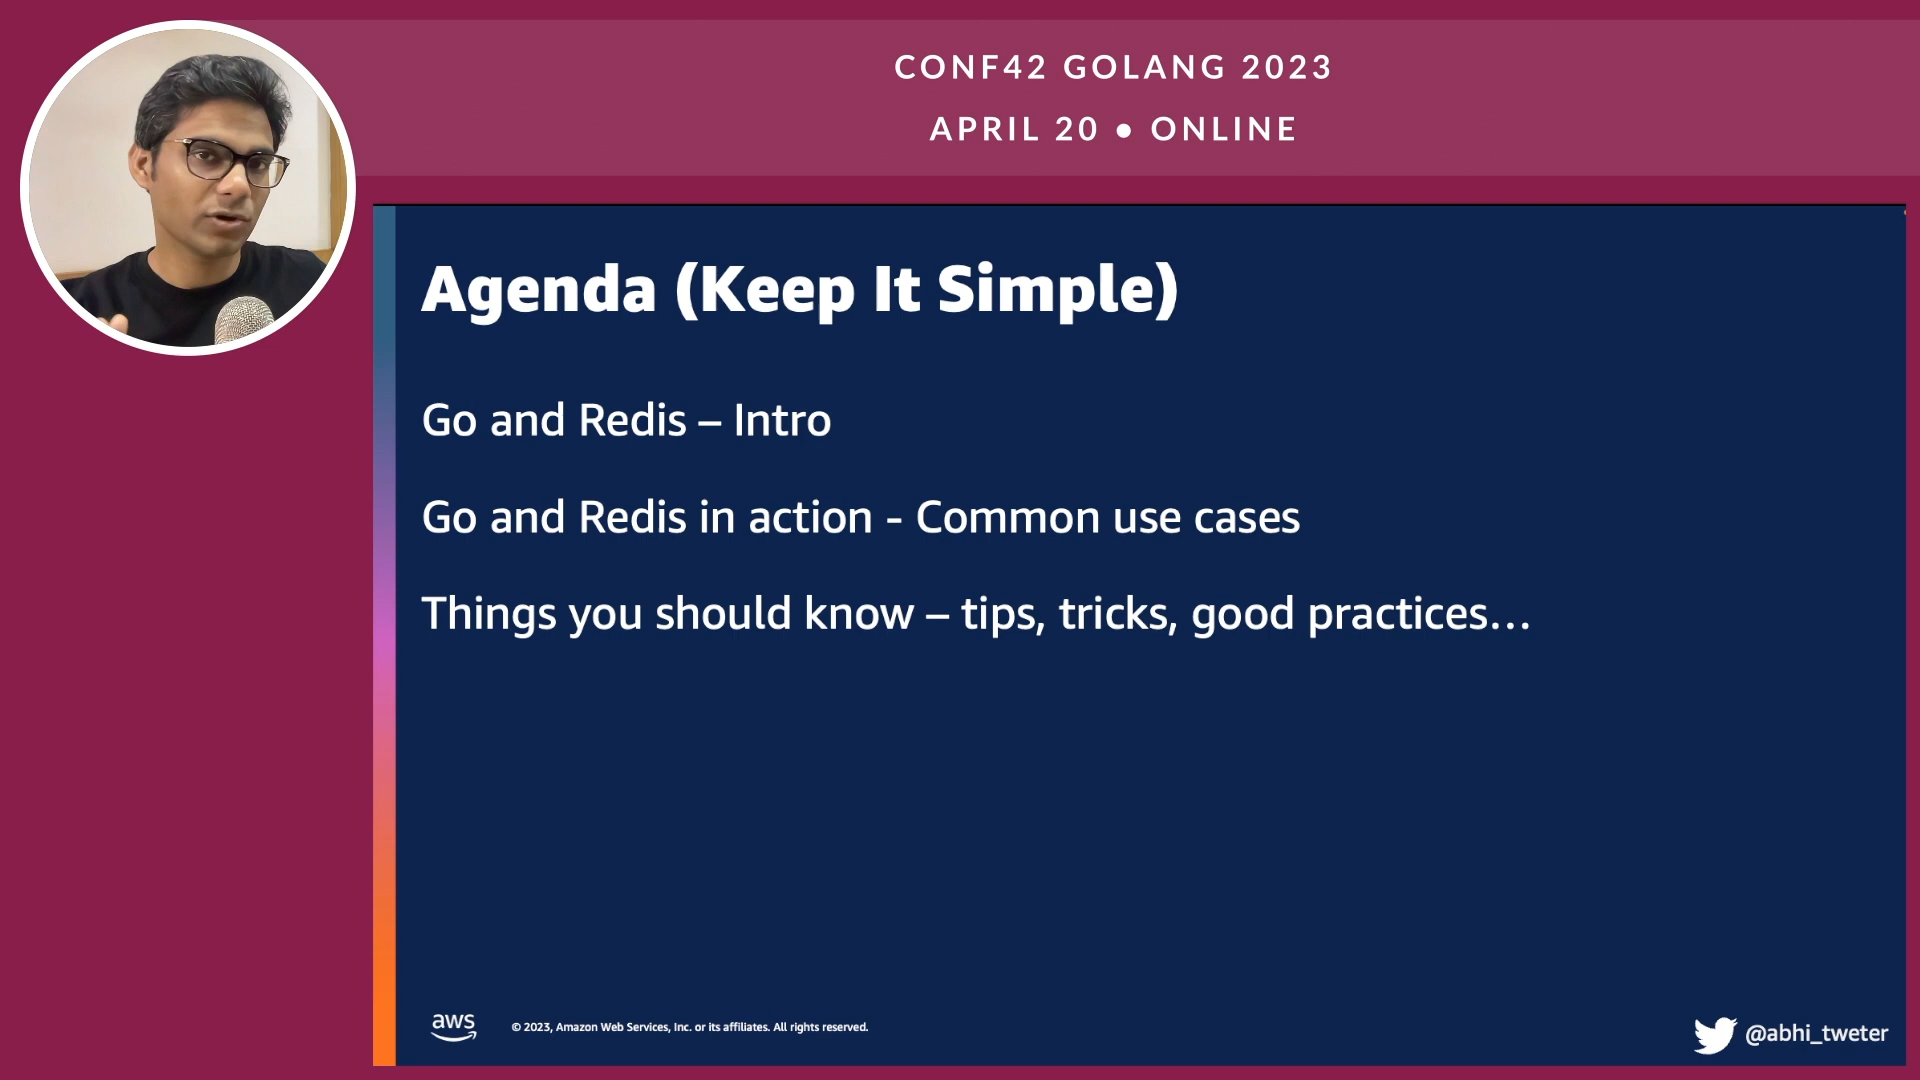 CONF42 GOLANG 2023
APRIL 20 ● ONLINE
Agenda (Keep It Simple)
Go and Redis – Intro
Go and Redis in action - Common use cases
Things you should know – tips, tricks, good practices…
aws
© 2023, Amazon Web Services, Inc. or its affiliates. All rights reserved.
@abhi_tweter